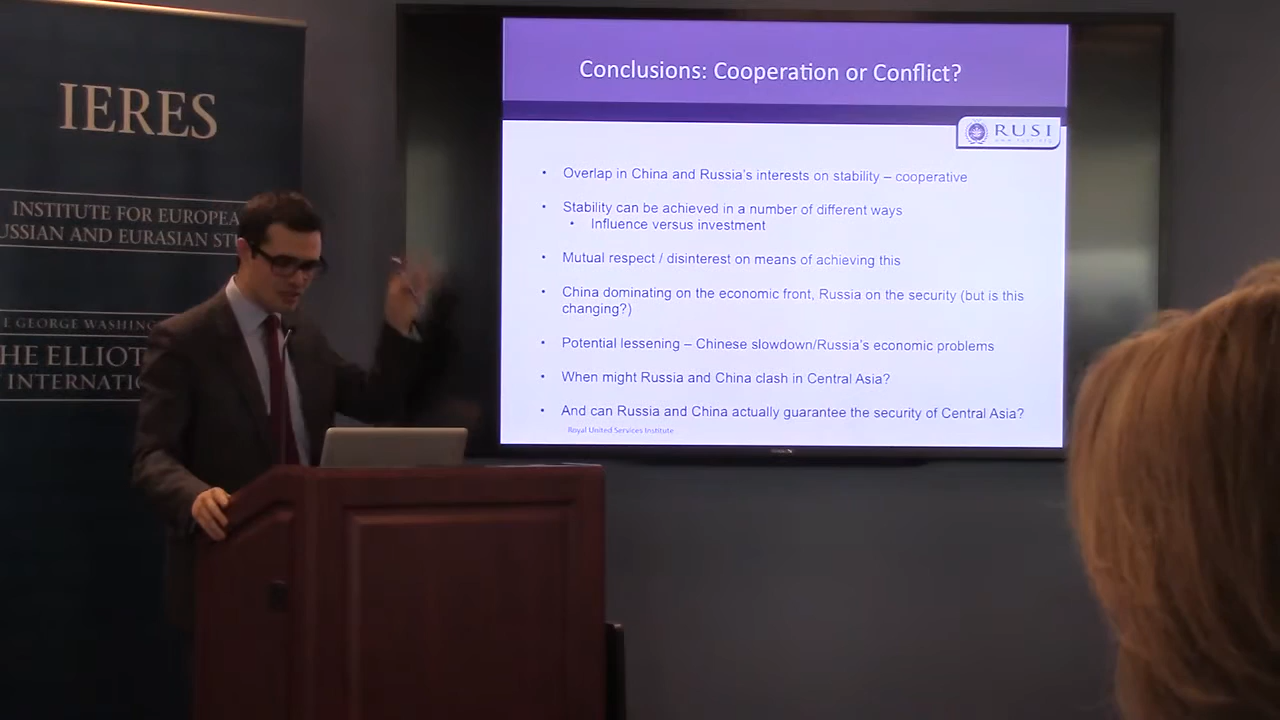 IERES
INSTITUTE FOR EUROPEA
USSIAN AND EURASIAN ST
E GEORGE WASHING
HE ELLIOT
INTERNATIO
Conclusions: Cooperation or Conflict?
RUSI
• Overlap in China and Russia's interests on stability – cooperative
• Stability can be achieved in a number of different ways
• Influence versus investment
• Mutual respect / disinterest on means of achieving this
• China dominating on the economic front, Russia on the security (but is this
changing?)
• Potential lessening – Chinese slowdown/Russia's economic problems
• When might Russia and China clash in Central Asia?
• And can Russia and China actually guarantee the security of Central Asia?
Royal United Services Institute